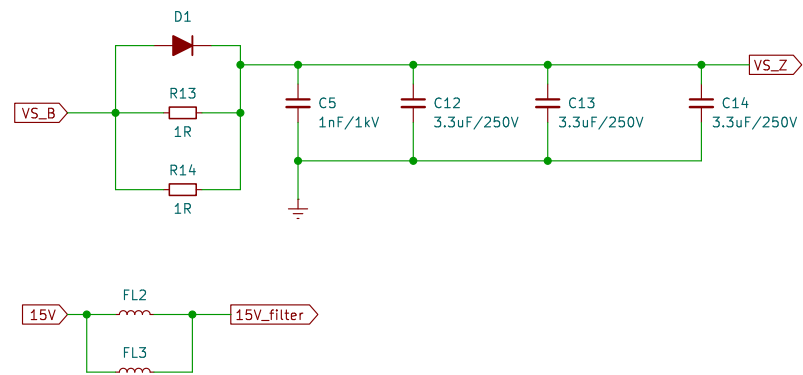 D1
VS_B
R13
1R
R14
1R
C5
1nF/1kV
C12
3.3uF/250V
C13
3.3uF/250V
C14
3.3uF/250V
VS_Z
15V
FL2
FL3
15V_filter